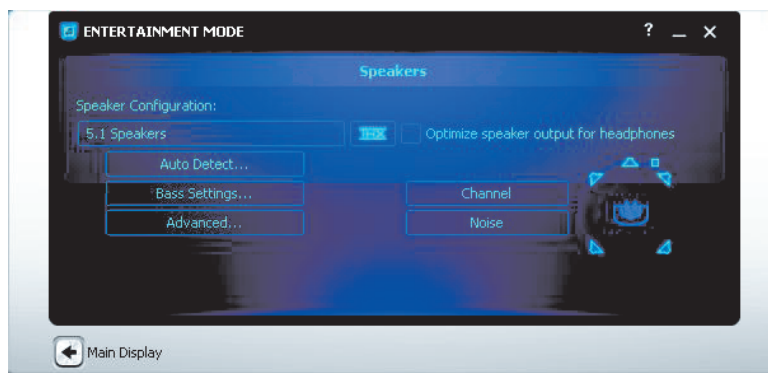 ENTERTAINMENT MODE
?
Speakers
Speaker Configuration:
5.1 Speakers
THX
Optimize speaker output for headphones
Auto Detect...
Bass Settings...
Channel
Advanced...
Noise
Main Display